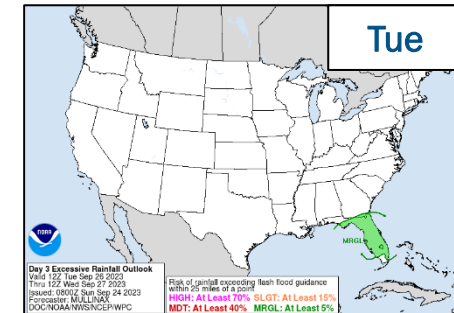 Tue
MRGL
NOAA
Day 3 Excessive Rainfall Outlook
Valid 12Z Tue Sep 26 2023
Thru 12Z Wed Sep 27 2023
Issued: 0800Z Sun Sep 24 2023
Forecaster: MULLINAX
DOC/NOAA/NWS/NCEP/WPC
Risk of rainfall exceeding flash flood guidance
within 25 miles of a point
HIGH: At Least 70% SLGT: At Least 15%
MDT: At Least 40% MRGL: At Least 5%